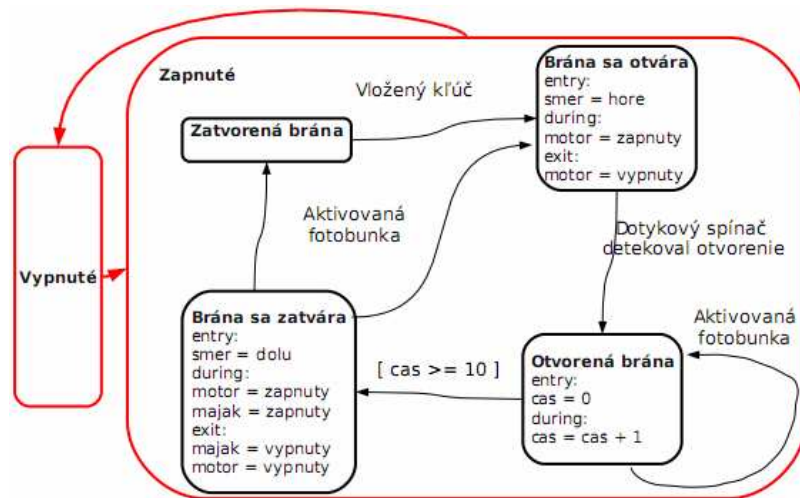 Zapnuté
Vložený kľúč
Brána sa otvára
entry:
smer = hore
during:
motor = zapnuty
exit:
motor = vypnuty
Zatvorená brána
Aktivovaná
fotobunka
Dotykový spínač
detekoval otvorenie
Vypnuté
Brána sa zatvára
entry:
smer = dolu
during:
motor = zapnuty
majak = zapnuty
exit:
majak = vypnuty
motor = vypnuty
[ cas >= 10 ]
Otvorená brána
entry:
cas = 0
during:
cas = cas + 1
Aktivovaná
fotobunka